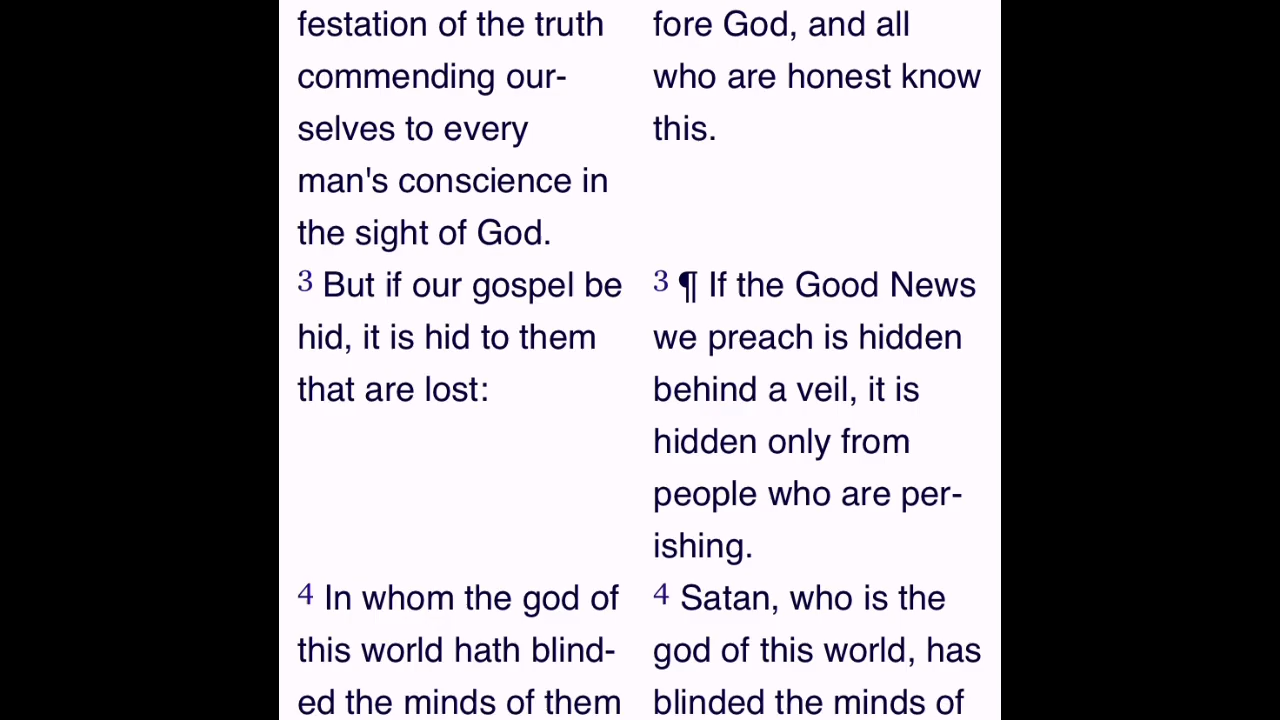 festation of the truth
commending our-
selves to every
man's conscience in
the sight of God.
3 But if our gospel be
hid, it is hid to them
that are lost:
4 In whom the god of
this world hath blind-
ed the minds of them
fore God, and all
who are honest know
this.
3 ¶ If the Good News
we preach is hidden
behind a veil, it is
hidden only from
people who are per-
ishing.
4 Satan, who is the
god of this world, has
blinded the minds of